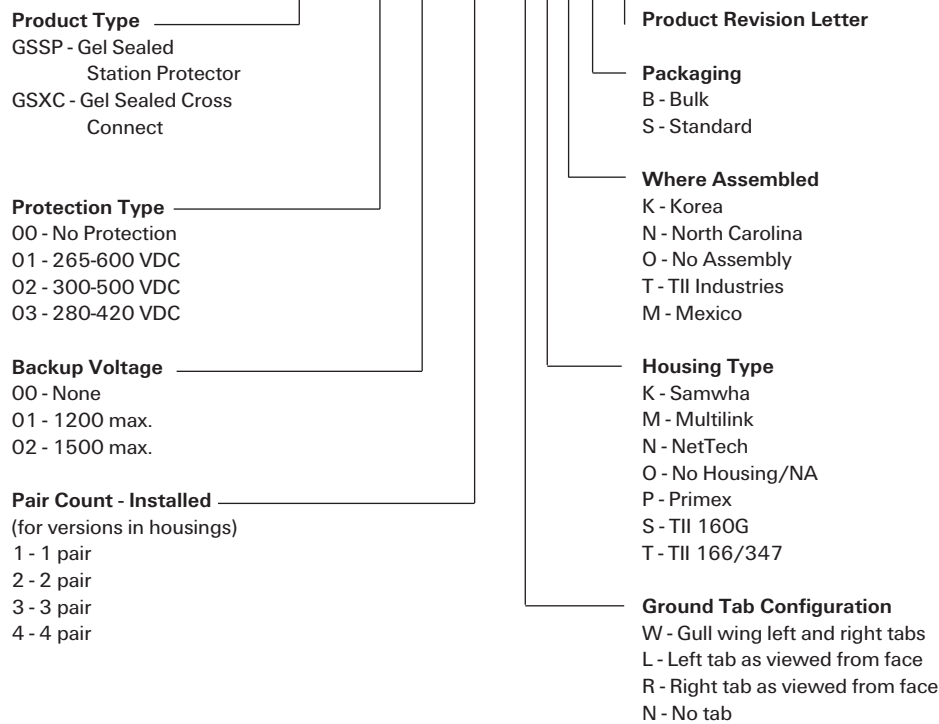 Product Type
GSSP - Gel Sealed
Station Protector
GSXC - Gel Sealed Cross
Connect
Protection Type
00 - No Protection
01 - 265-600 VDC
02 - 300-500 VDC
03 - 280-420 VDC
Backup Voltage
00 - None
01 - 1200 max.
02 - 1500 max.
Pair Count - Installed
(for versions in housings)
1 - 1 pair
2 - 2 pair
3 - 3 pair
4 - 4 pair
Product Revision Letter
Packaging
B - Bulk
S - Standard
Where Assembled
K - Korea
N - North Carolina
O - No Assembly
T - TII Industries
M - Mexico
Housing Type
K - Samwha
M - Multilink
N - NetTech
O - No Housing/NA
P - Primex
S - TII 160G
T - TII 166/347
Ground Tab Configuration
W - Gull wing left and right tabs
L - Left tab as viewed from face
R - Right tab as viewed from face
N - No tab